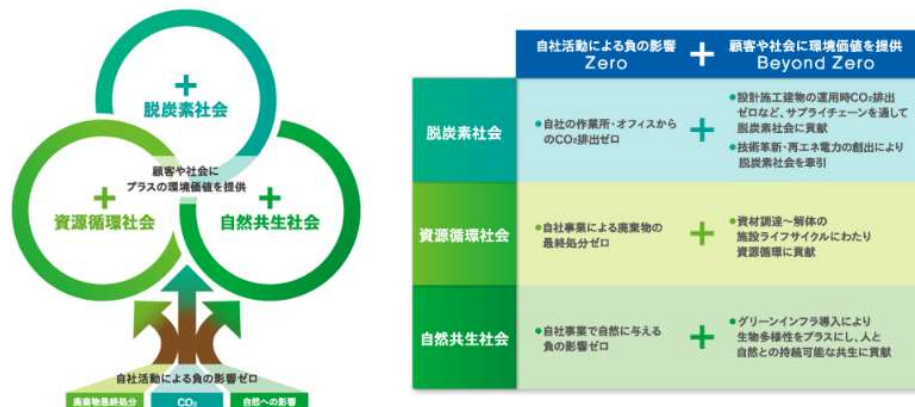 +
脱炭素社会
顧客や社会に
プラスの環境価値を提供
+
資源循環社会
+
自然共生社会
自社活動による負の影響ゼロ
廃棄物最終処分
CO₂
自然への影響
自社活動による負の影響
Zero
+
顧客や社会に環境価値を提供
Beyond Zero
脱炭素社会
●自社の作業所・オフィスから
のCO₂排出ゼロ
+
●設計施工建物の運用時CO₂排出
ゼロなど、サプライチェーンを通して
脱炭素社会に貢献
●技術革新・再エネ電力の創出により
脱炭素社会を牽引
資源循環社会
●自社事業による廃棄物の
最終処分ゼロ
+
●資材調達～解体の
施設ライフサイクルにわたり
資源循環に貢献
自然共生社会
●自社事業で自然に与える
負の影響ゼロ
+
●グリーンインフラ導入により
生物多様性をプラスにし、人と
自然との持続可能な共生に貢献